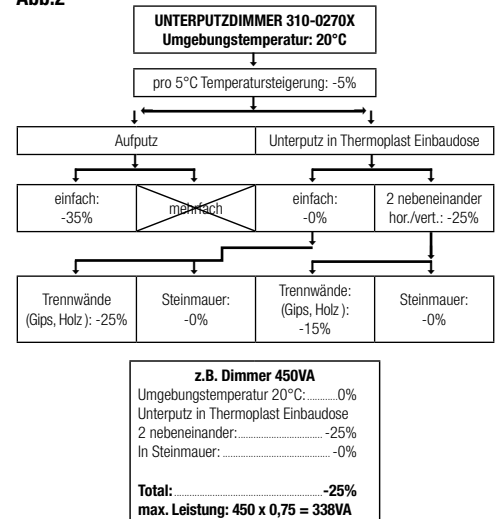 Abb.2
UNTERPUTZDIMMER 310-0270X
Umgebungstemperatur: 20°C
pro 5°C Temperatursteigerung: -5%
Aufputz
Unterputz in Thermoplast Einbaudose
einfach:
-35%
mehrfach
einfach:
-0%
2 nebeneinander
hor./vert.: -25%
Trennwände
(Gips, Holz ): -25%
Steinmauer:
-0%
Trennwände:
(Gips, Holz ):
-15%
Steinmauer:
-0%
z.B. Dimmer 450VA
Umgebungstemperatur 20°C:............0%
Unterputz in Thermoplast Einbaudose
2 nebeneinander:............................-25%
In Steinmauer: ................................. -0%
Total:.................................................-25%
max. Leistung: 450 x 0,75 = 338VA